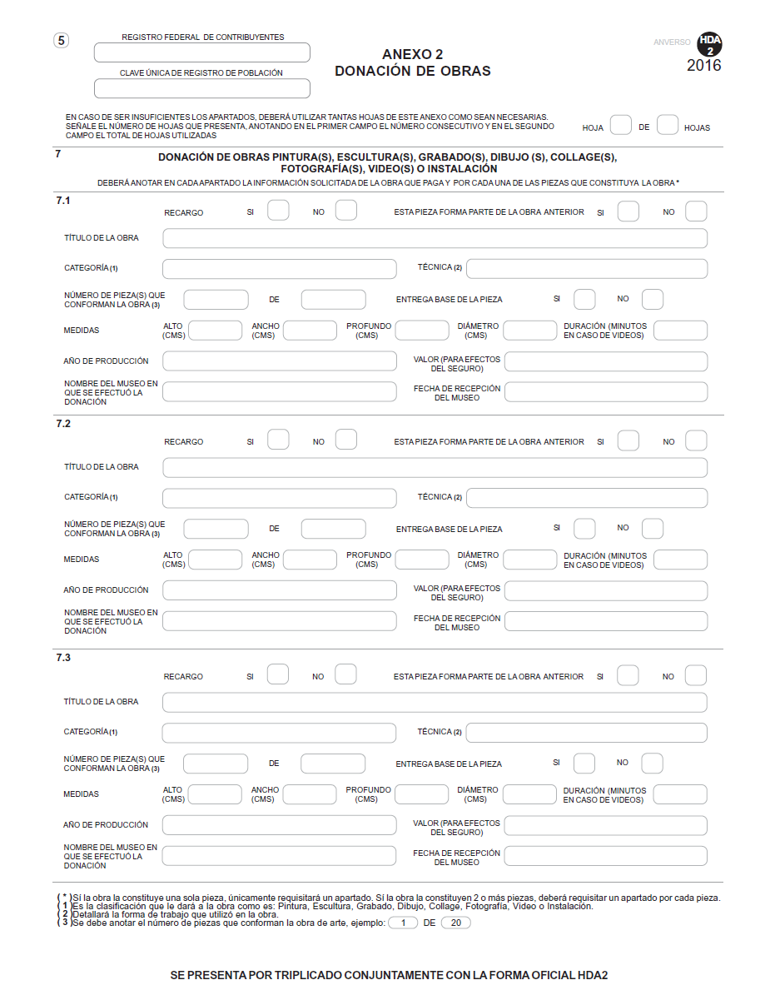 5
REGISTRO FEDERAL DE CONTRIBUYENTES
CLAVE ÚNICA DE REGISTRO DE POBLACIÓN
ANEXO 2
DONACIÓN DE OBRAS
ANVERSO
HDA
2
2016
EN CASO DE SER INSUFICIENTES LOS APARTADOS, DEBERÁ UTILIZAR TANTAS HOJAS DE ESTE ANEXO COMO SEAN NECESARIAS.
SEÑALE EL NÚMERO DE HOJAS QUE PRESENTA, ANOTANDO EN EL PRIMER CAMPO EL NÚMERO CONSECUTIVO Y EN EL SEGUNDO
CAMPO EL TOTAL DE HOJAS UTILIZADAS
HOJA DE HOJAS
7
DONACIÓN DE OBRAS PINTURA(S), ESCULTURA(S), GRABADO(S), DIBUJO (S), COLLAGE(S),
FOTOGRAFÍA(S), VIDEO(S) O INSTALACIÓN
DEBERÁ ANOTAR EN CADA APARTADO LA INFORMACIÓN SOLICITADA DE LA OBRA QUE PAGA Y POR CADA UNA DE LAS PIEZAS QUE CONSTITUYA LA OBRA *
7.1
RECARGO SI NO ESTA PIEZA FORMA PARTE DE LA OBRA ANTERIOR SI NO
TÍTULO DE LA OBRA
CATEGORÍA (1) TÉCNICA (2)
NÚMERO DE PIEZA(S) QUE
CONFORMAN LA OBRA (3)
DE ENTREGA BASE DE LA PIEZA SI NO
MEDIDAS
ALTO
(CMS)
ANCHO
(CMS)
PROFUNDO
(CMS)
DIÁMETRO
(CMS)
DURACIÓN (MINUTOS
EN CASO DE VIDEOS)
AÑO DE PRODUCCIÓN
VALOR (PARA EFECTOS
DEL SEGURO)
NOMBRE DEL MUSEO EN
QUE SE EFECTUÓ LA
DONACIÓN
FECHA DE RECEPCIÓN
DEL MUSEO
7.2
RECARGO SI NO ESTA PIEZA FORMA PARTE DE LA OBRA ANTERIOR SI NO
TÍTULO DE LA OBRA
CATEGORÍA (1) TÉCNICA (2)
NÚMERO DE PIEZA(S) QUE
CONFORMAN LA OBRA (3)
DE ENTREGA BASE DE LA PIEZA SI NO
MEDIDAS
ALTO
(CMS)
ANCHO
(CMS)
PROFUNDO
(CMS)
DIÁMETRO
(CMS)
DURACIÓN (MINUTOS
EN CASO DE VIDEOS)
AÑO DE PRODUCCIÓN
VALOR (PARA EFECTOS
DEL SEGURO)
NOMBRE DEL MUSEO EN
QUE SE EFECTUÓ LA
DONACIÓN
FECHA DE RECEPCIÓN
DEL MUSEO
7.3
RECARGO SI NO ESTA PIEZA FORMA PARTE DE LA OBRA ANTERIOR SI NO
TÍTULO DE LA OBRA
CATEGORÍA (1) TÉCNICA (2)
NÚMERO DE PIEZA(S) QUE
CONFORMAN LA OBRA (3)
DE ENTREGA BASE DE LA PIEZA SI NO
MEDIDAS
ALTO
(CMS)
ANCHO
(CMS)
PROFUNDO
(CMS)
DIÁMETRO
(CMS)
DURACIÓN (MINUTOS
EN CASO DE VIDEOS)
AÑO DE PRODUCCIÓN
VALOR (PARA EFECTOS
DEL SEGURO)
NOMBRE DEL MUSEO EN
QUE SE EFECTUÓ LA
DONACIÓN
FECHA DE RECEPCIÓN
DEL MUSEO
( * ) Sí la obra la constituye una sola pieza, únicamente requisitará un apartado. Sí la obra la constituyen 2 o más piezas, deberá requisitar un apartado por cada pieza.
( 1 ) Es la clasificación que le dará a la obra como es: Pintura, Escultura, Grabado, Dibujo, Collage, Fotografía, Video o Instalación.
( 2 ) Detallará la forma de trabajo que utilizó en la obra.
( 3 ) Se debe anotar el número de piezas que conforman la obra de arte, ejemplo: 1 DE 20
SE PRESENTA POR TRIPLICADO CONJUNTAMENTE CON LA FORMA OFICIAL HDA2